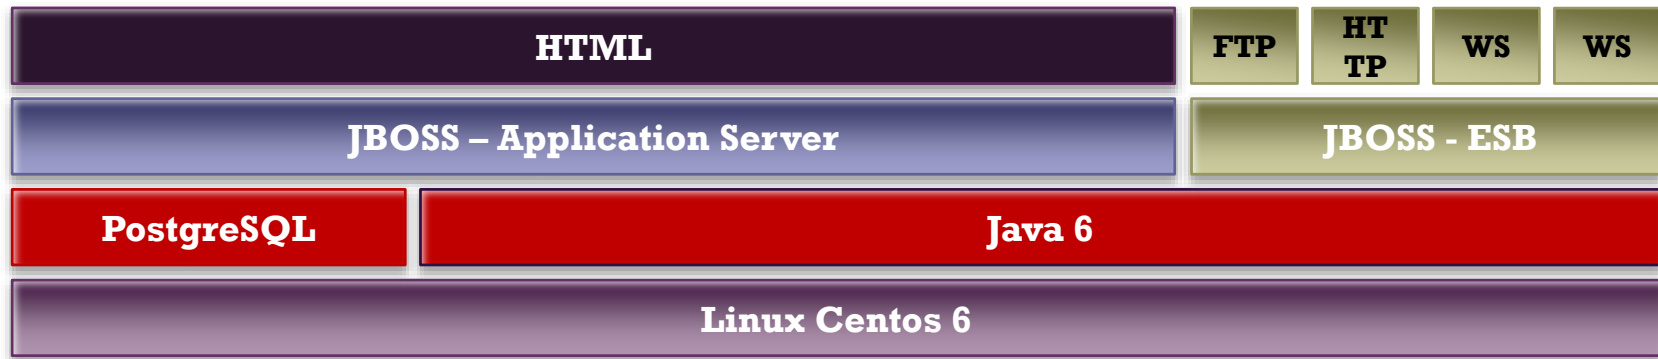 HTML
FTP
HT
TP
WS
WS
JBOSS – Application Server
JBOSS - ESB
PostgreSQL
Java 6
Linux Centos 6